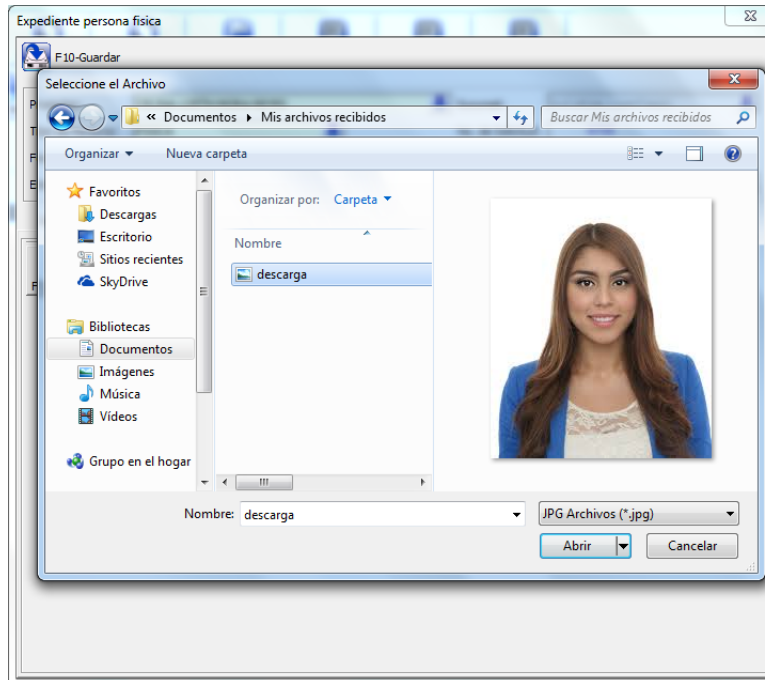 Expediente persona fisica
F10-Guardar
Seleccione el Archivo
« Documentos ▸ Mis archivos recibidos
Buscar Mis archivos recibidos
Organizar
Nueva carpeta
Favoritos
Descargas
Escritorio
Sitios recientes
SkyDrive
Bibliotecas
Documentos
Imágenes
Música
Vídeos
Grupo en el hogar
Organizar por: Carpeta
Nombre
descarga
Nombre: descarga
JPG Archivos (*.jpg)
Abrir
Cancelar